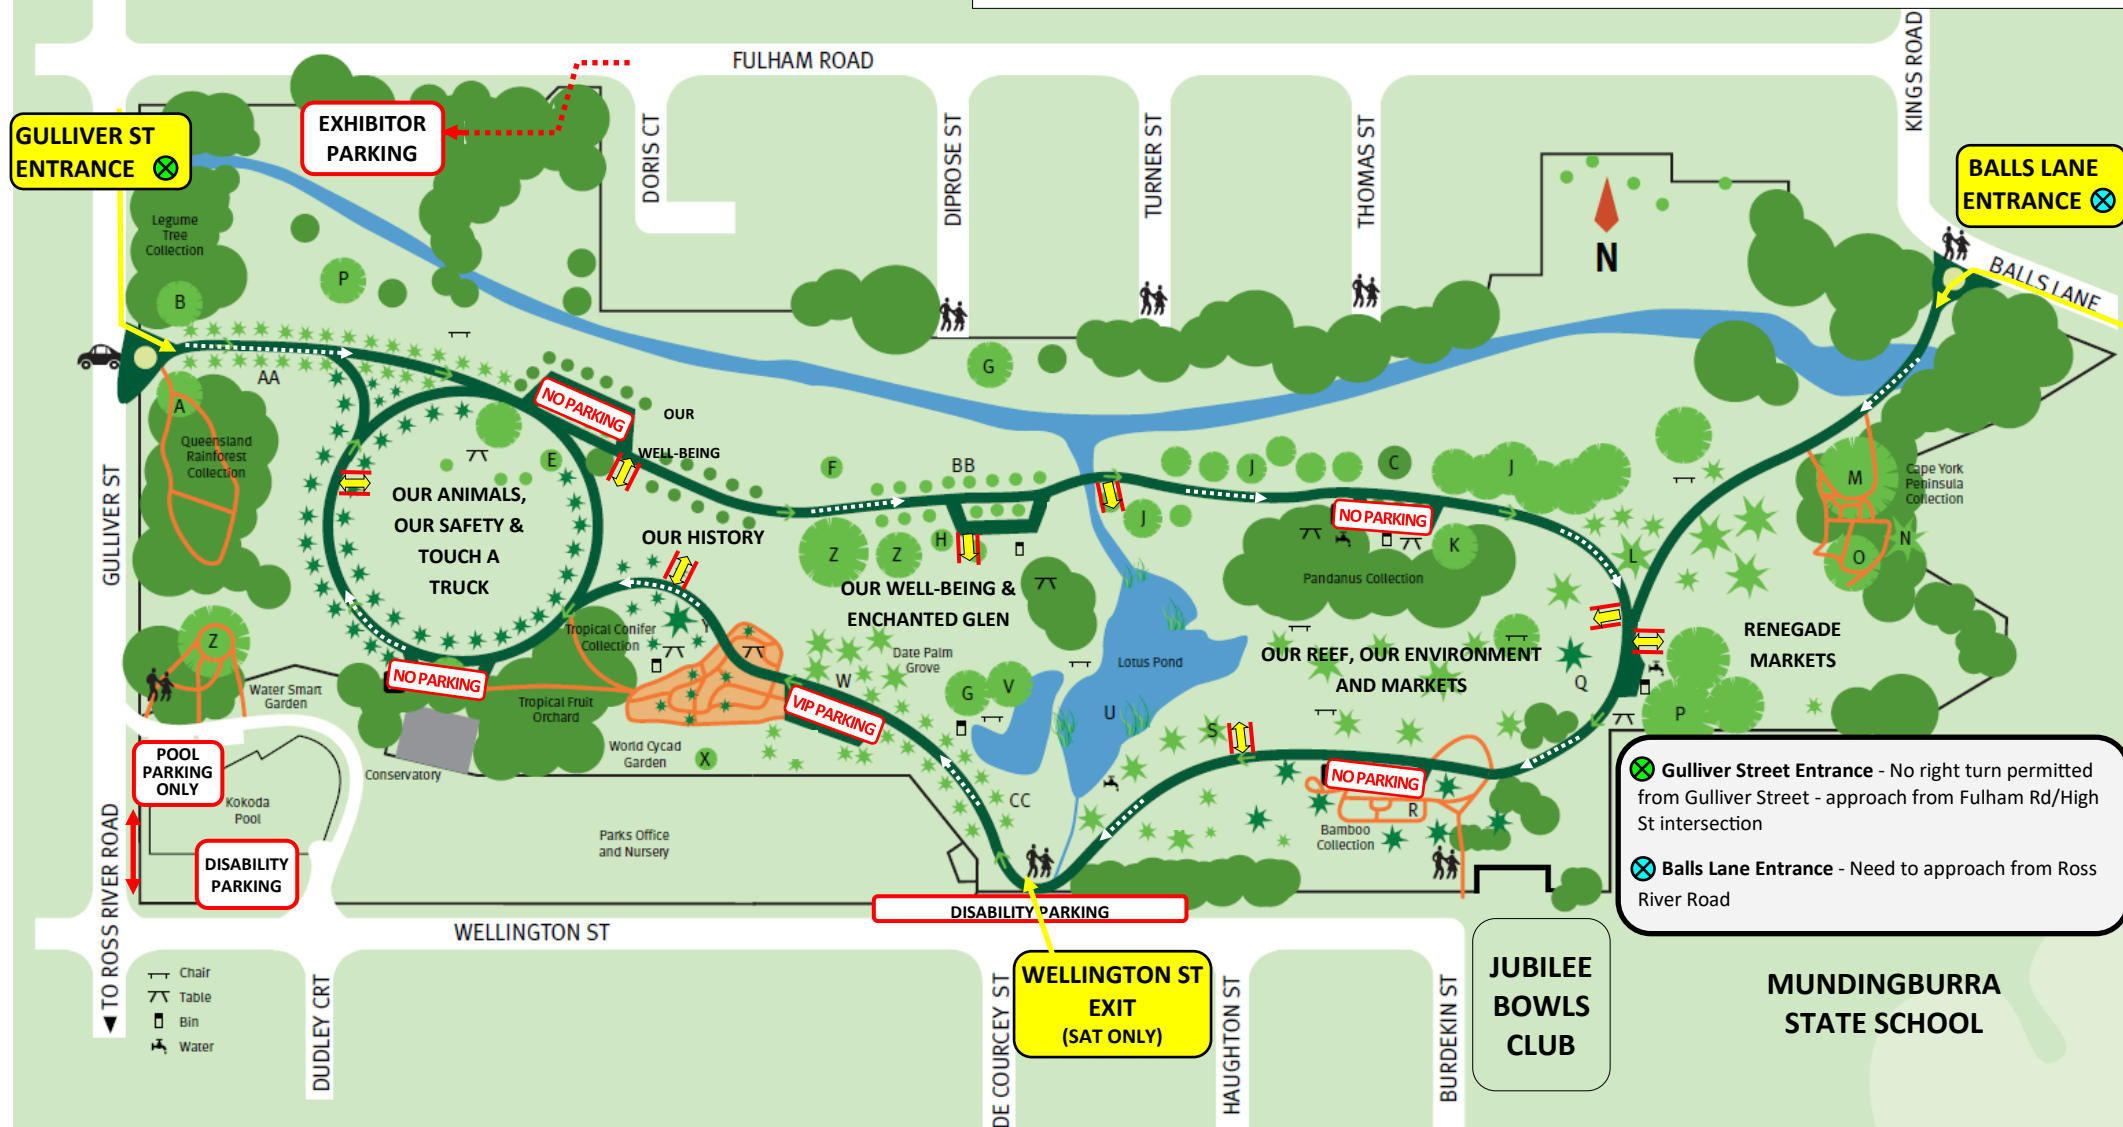 FULHAM ROAD
KINGS ROAD
GULLIVER ST
ENTRANCE
EXHIBITOR
PARKING
DORIS CT
DIPROSE ST
TURNER ST
THOMAS ST
BALLS LANE
ENTRANCE
N
BALLS LANE
Legume
Tree
Collection
B
P
AA
A
G
NO PARKING
OUR
WELL-BEING
Queensland
Rainforest
Collection
E
F
BB
J
C
J
M
Cape York
Peninsula
Collection
OUR ANIMALS,
OUR SAFETY &
TOUCH A
TRUCK
GULLIVER ST
OUR HISTORY
Z
Z
H
J
NO PARKING
K
L
N
O
OUR WELL-BEING &
ENCHANTED GLEN
Pandanus Collection
Z
Tropical Conifer
Collection
Y
Date Palm
Grove
Lotus Pond
OUR REEF, OUR ENVIRONMENT
AND MARKETS
RENEGADE
MARKETS
Q
P
NO PARKING
Water Smart
Garden
Tropical Fruit
Orchard
W
VIP PARKING
G
V
U
S
World Cycad
Garden
X
Conservatory
POOL
PARKING
ONLY
Kokoda
Pool
CC
NO PARKING
R
Bamboo
Collection
Parks Office
and Nursery
DISABILITY
PARKING
DISABILITY PARKING
Gulliver Street Entrance - No right turn permitted
from Gulliver Street - approach from Fulham Rd/High
St intersection
Balls Lane Entrance - Need to approach from Ross
River Road
TO ROSS RIVER ROAD
WELLINGTON ST
Chair
Table
Bin
Water
DUDLEY CRT
DE COURCEY ST
WELLINGTON ST
EXIT
(SAT ONLY)
HAUGHTON ST
BURDEKIN ST
JUBILEE
BOWLS
CLUB
MUNDINGBURRA
STATE SCHOOL